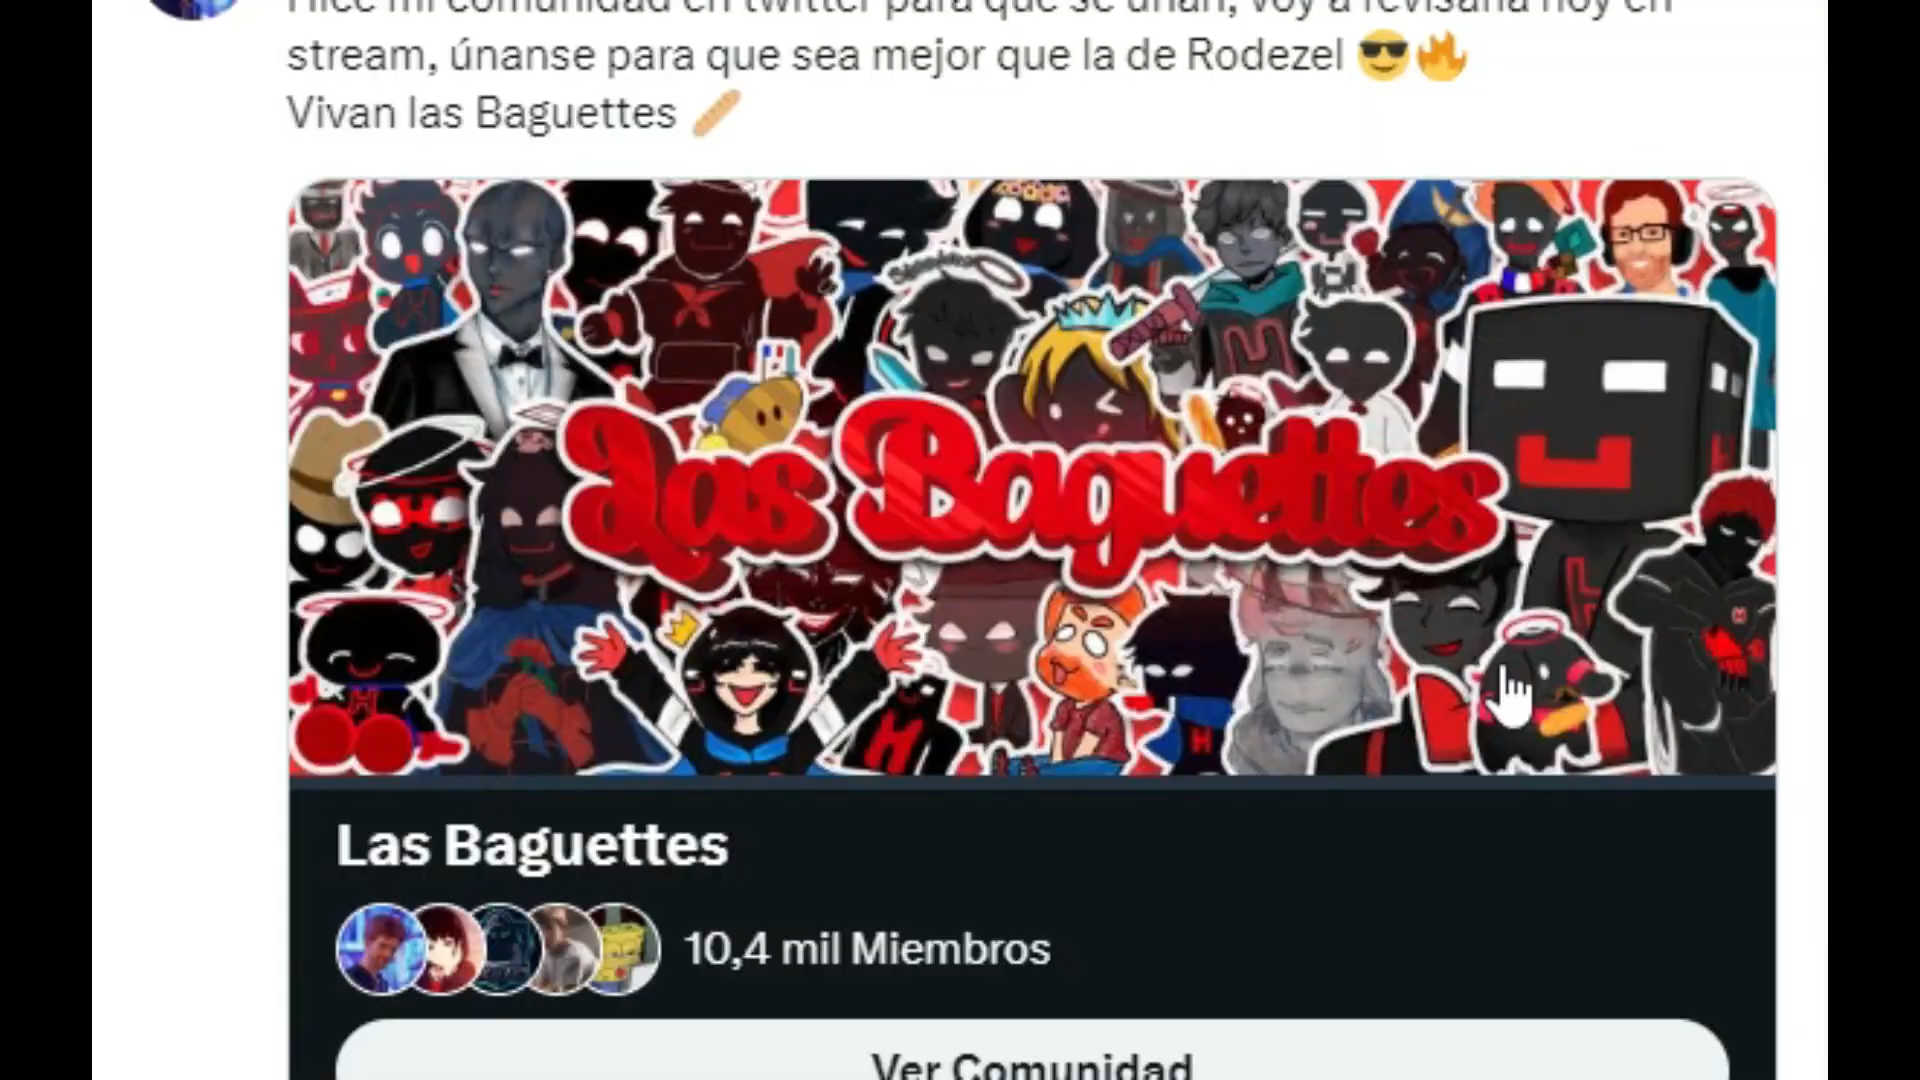 Hice mi comunidad en twitter para que se unan, voy a revisarla hoy en
stream, únanse para que sea mejor que la de Rodezel 😎🔥
Vivan las Baguettes 🥖
Las Baguettes
Las Baguettes
10,4 mil Miembros
Ver Comunidad